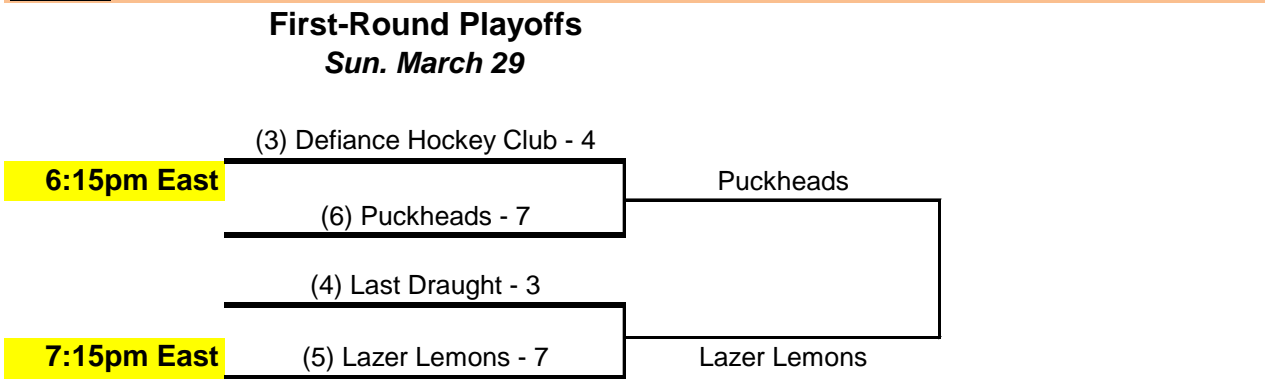 First-Round Playoffs
Sun. March 29
(3) Defiance Hockey Club - 4
6:15pm East
Puckheads
(6) Puckheads - 7
(4) Last Draught - 3
7:15pm East
(5) Lazer Lemons - 7
Lazer Lemons